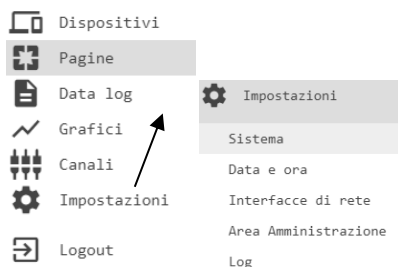 Dispositivi
Pagine
Data log
Grafici
Canali
Impostazioni
Logout
Impostazioni
Sistema
Data e ora
Interfacce di rete
Area Amministrazione
Log